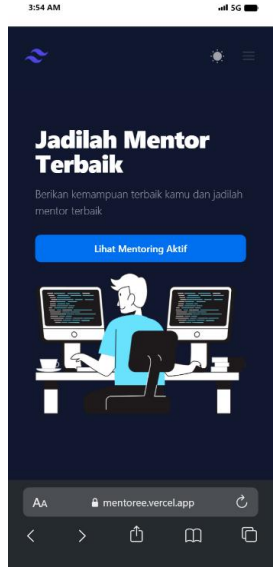 3:54 AM
5G
Jadilah Mentor
Terbaik
Berikan kemampuan terbaik kamu dan jadilah
mentor terbaik
Lihat Mentoring Aktif
AA
mentoree.vercel.app